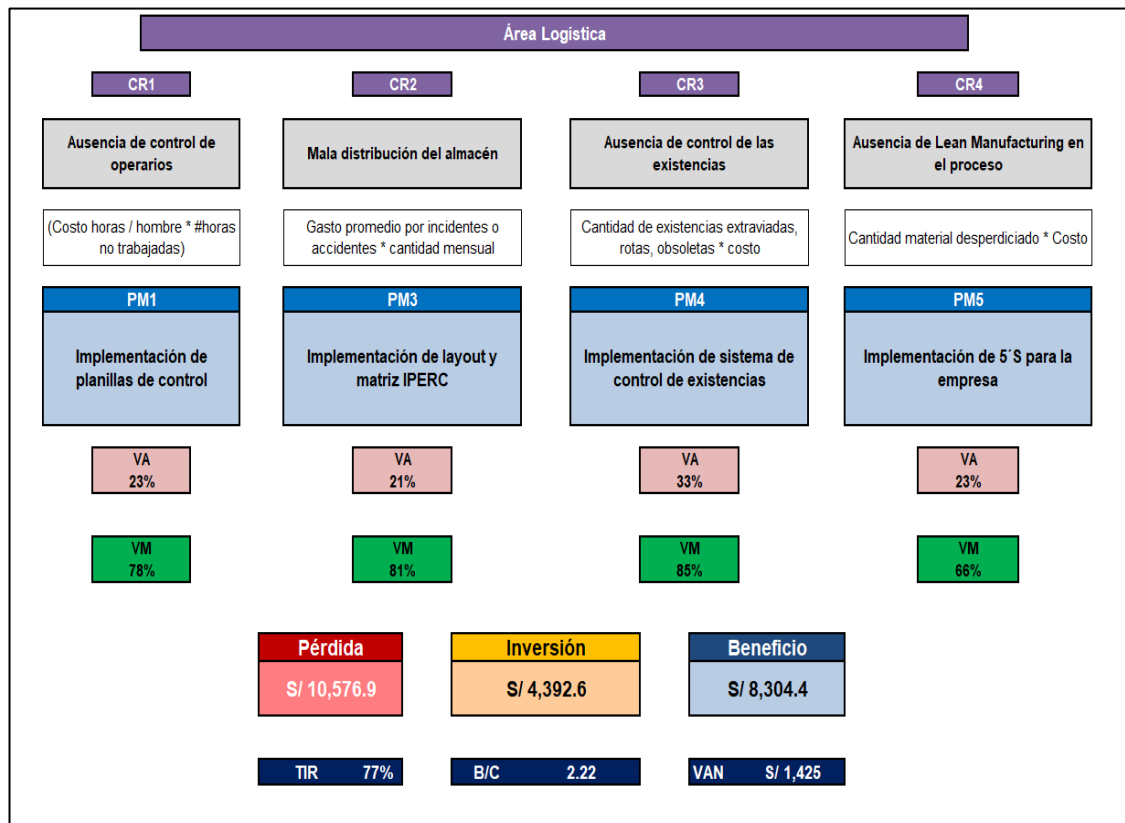 Área Logística
CR1
CR2
CR3
CR4
Ausencia de control de
operarios
Mala distribución del almacén
Ausencia de control de las
existencias
Ausencia de Lean Manufacturing en
el proceso
(Costo horas / hombre * #horas
no trabajadas)
Gasto promedio por incidentes o
accidentes * cantidad mensual
Cantidad de existencias extraviadas,
rotas, obsoletas * costo
Cantidad material desperdiciado * Costo
PM1
PM3
PM4
PM5
Implementación de
planillas de control
Implementación de layout y
matriz IPERC
Implementación de sistema de
control de existencias
Implementación de 5´S para la
empresa
VA
23%
VA
21%
VA
33%
VA
23%
VM
78%
VM
81%
VM
85%
VM
66%
Pérdida
S/ 10,576.9
Inversión
S/ 4,392.6
Beneficio
S/ 8,304.4
TIR 77%
B/C 2.22
VAN S/ 1,425